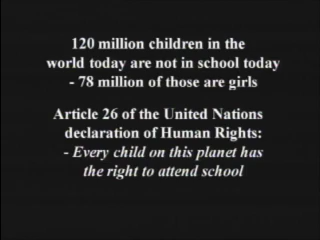 120 million children in the
world today are not in school today
- 78 million of those are girls
Article 26 of the United Nations
declaration of Human Rights:
- Every child on this planet has
the right to attend school